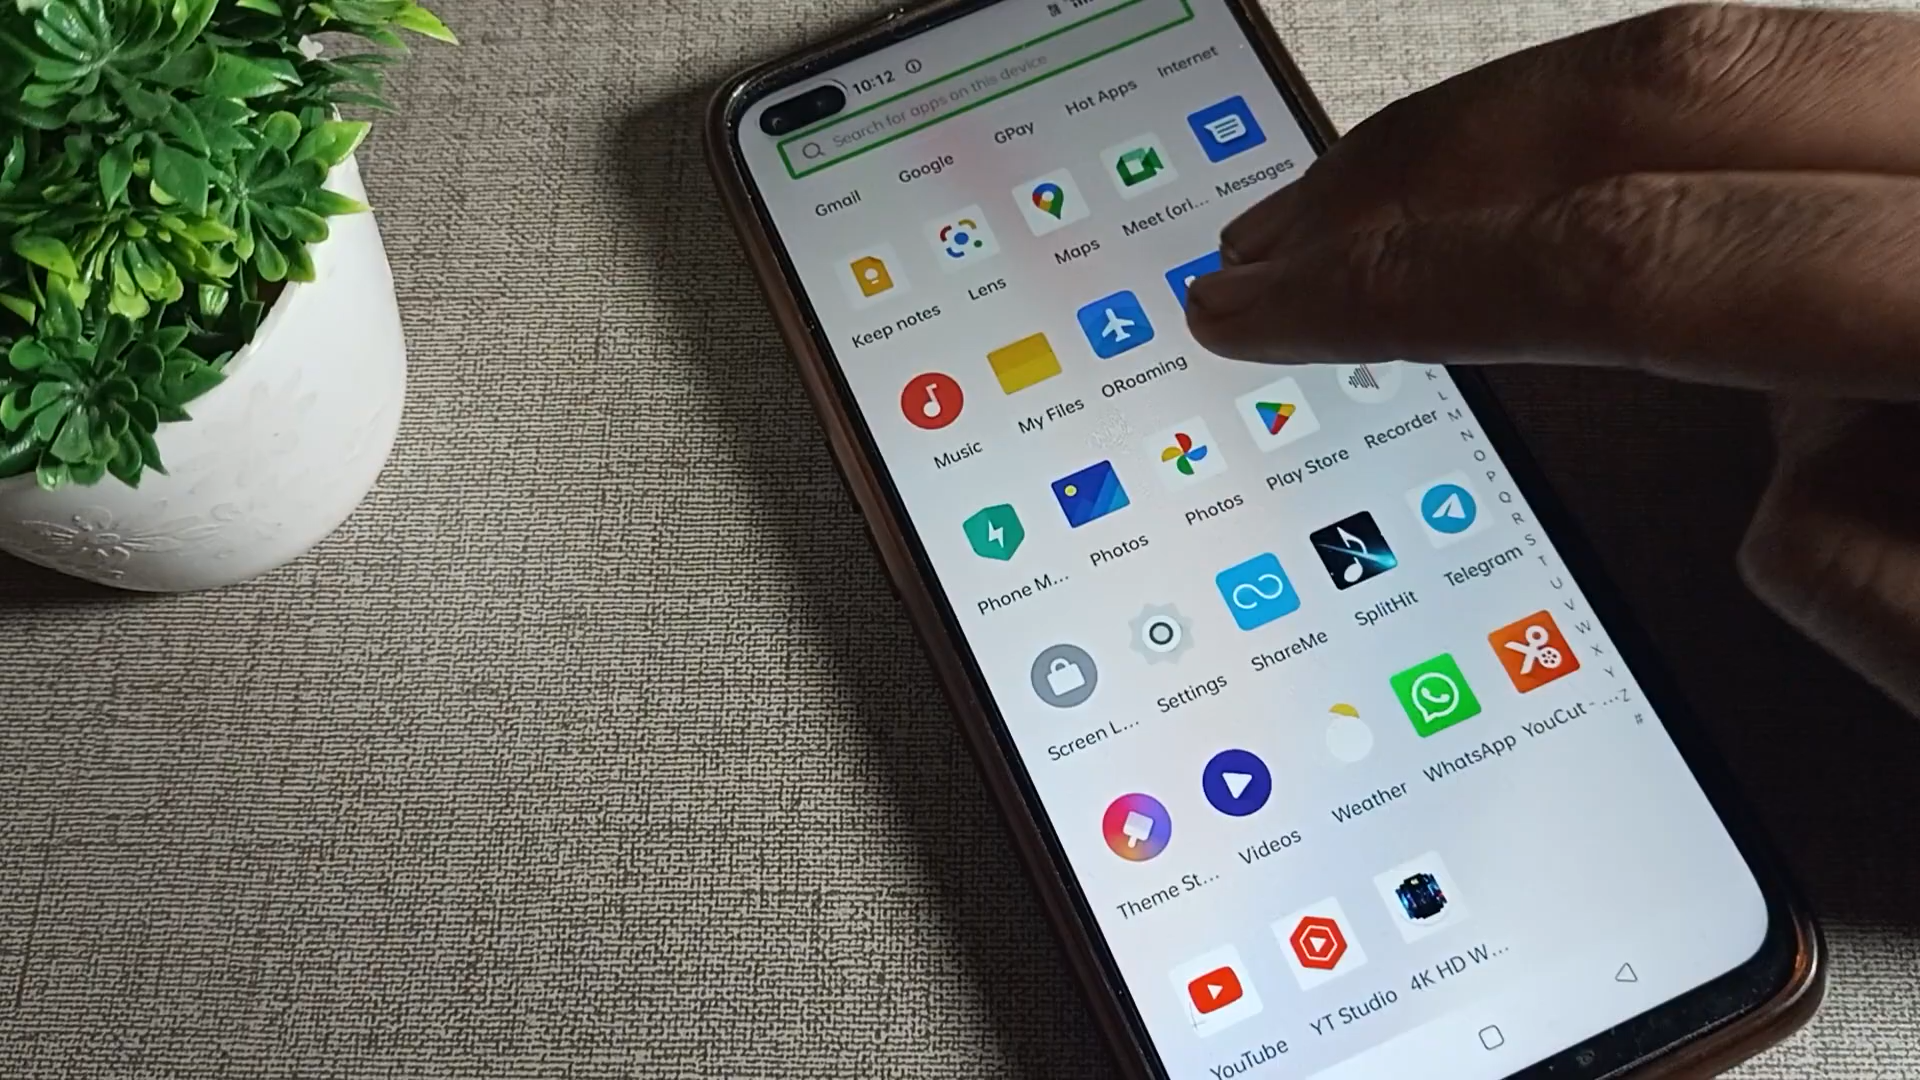 10:12
Search for apps on this device
Gmail Google GPay Hot Apps Internet
Keep notes Lens Maps Meet (ori... Messages
Music My Files ORoaming
Phone M... Photos Photos Play Store Recorder
Screen L... Settings ShareMe SplitHit Telegram
Theme St... Videos Weather WhatsApp YouCut - ...
YouTube YT Studio 4K HD W...
K
L
M
N
O
P
Q
R
S
T
U
V
W
X
Y
Z
#